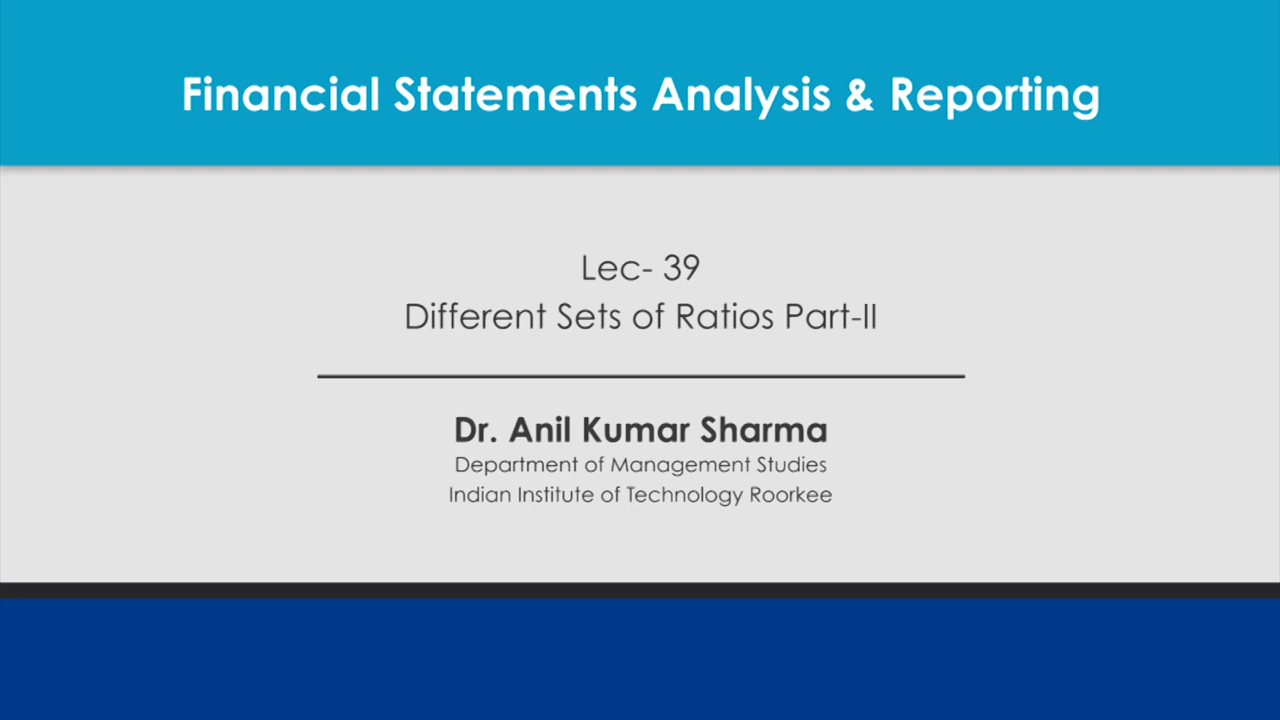 Financial Statements Analysis & Reporting
Lec- 39
Different Sets of Ratios Part-II
Dr. Anil Kumar Sharma
Department of Management Studies
Indian Institute of Technology Roorkee